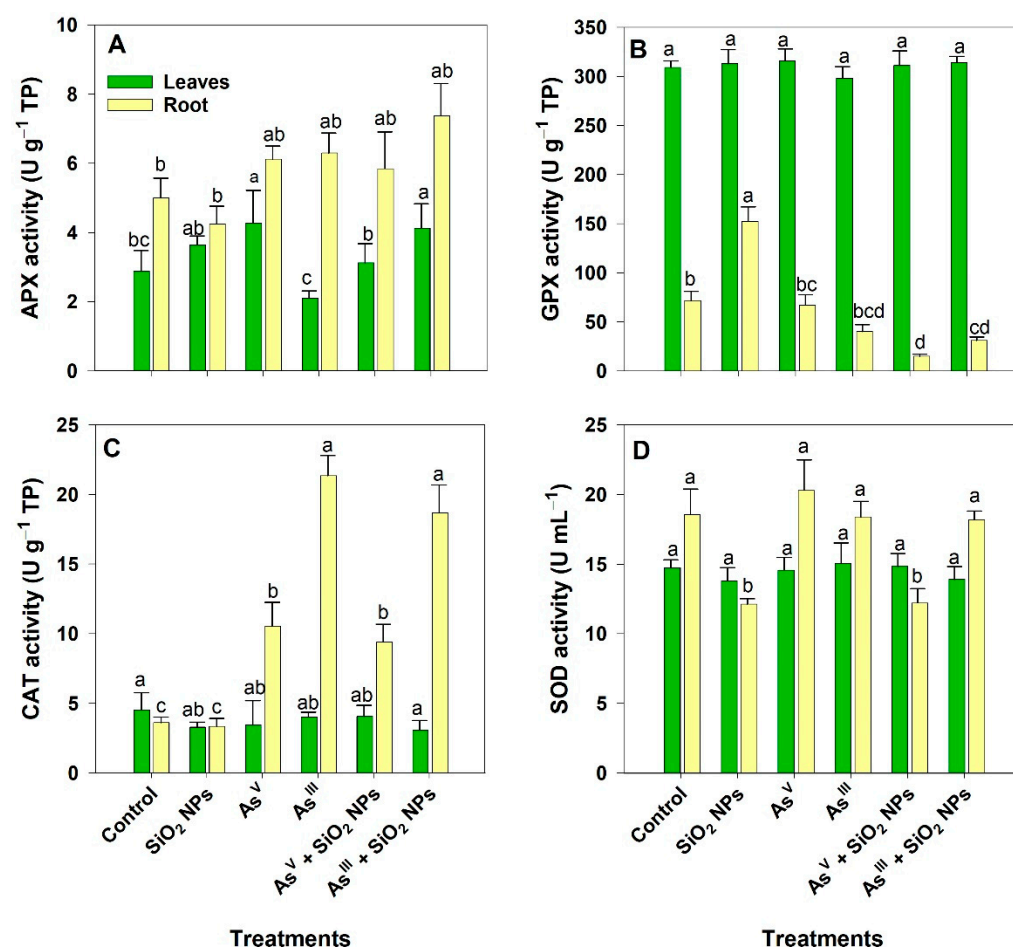 A
Leaves
Root
APX activity (U g⁻¹ TP)
10
8
6
4
2
0
bc
b
ab
b
a
ab
c
ab
b
ab
a
ab
B
GPX activity (U g⁻¹ TP)
350
300
250
200
150
100
50
0
a
b
a
a
a
bc
a
bcd
a
d
a
cd
C
CAT activity (U g⁻¹ TP)
25
20
15
10
5
0
a
c
ab
c
ab
b
ab
a
ab
b
a
a
Control
SiO₂ NPs
Asⱽ
Asᴵᴵᴵ
Asⱽ + SiO₂ NPs
Asᴵᴵᴵ + SiO₂ NPs
Treatments
D
SOD activity (U mL⁻¹)
25
20
15
10
5
0
a
a
a
b
a
a
a
a
a
b
a
a
Control
SiO₂ NPs
Asⱽ
Asᴵᴵᴵ
Asⱽ + SiO₂ NPs
Asᴵᴵᴵ + SiO₂ NPs
Treatments